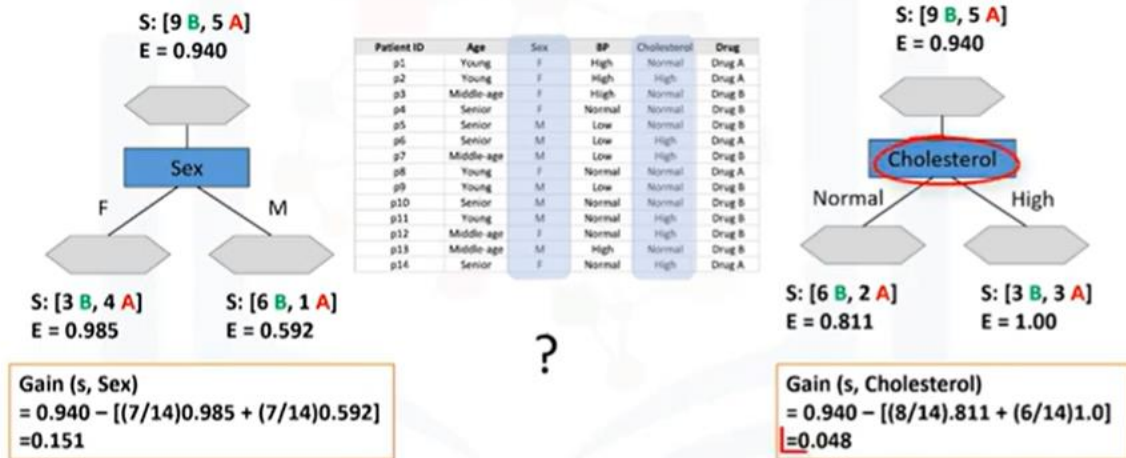 S: [9 B, 5 A]
E = 0.940
Sex
F M
S: [3 B, 4 A] S: [6 B, 1 A]
E = 0.985 E = 0.592
Gain (s, Sex)
= 0.940 – [(7/14)0.985 + (7/14)0.592]
=0.151
Patient ID Age Sex BP Cholesterol Drug
p1 Young F High Normal Drug A
p2 Young F High High Drug A
p3 Middle-age F High Normal Drug B
p4 Senior F Normal Normal Drug B
p5 Senior M Low Normal Drug B
p6 Senior M Low High Drug A
p7 Middle-age M Low High Drug B
p8 Young F Normal Normal Drug A
p9 Young M Low Normal Drug B
p10 Senior M Normal Normal Drug B
p11 Young M Normal High Drug B
p12 Middle-age F Normal High Drug B
p13 Middle-age M High Normal Drug B
p14 Senior F Normal High Drug A
?
S: [9 B, 5 A]
E = 0.940
Cholesterol
Normal High
S: [6 B, 2 A] S: [3 B, 3 A]
E = 0.811 E = 1.00
Gain (s, Cholesterol)
= 0.940 – [(8/14).811 + (6/14)1.0]
=0.048